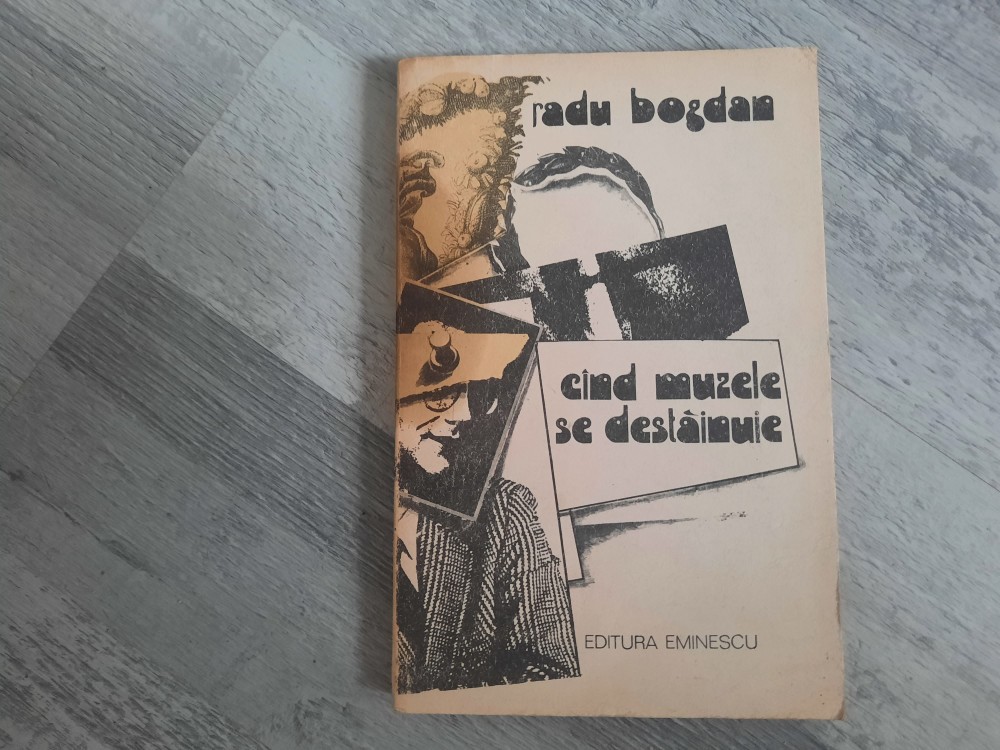 radu bogdan
cînd muzele
se destăinuie
EDITURA EMINESCU